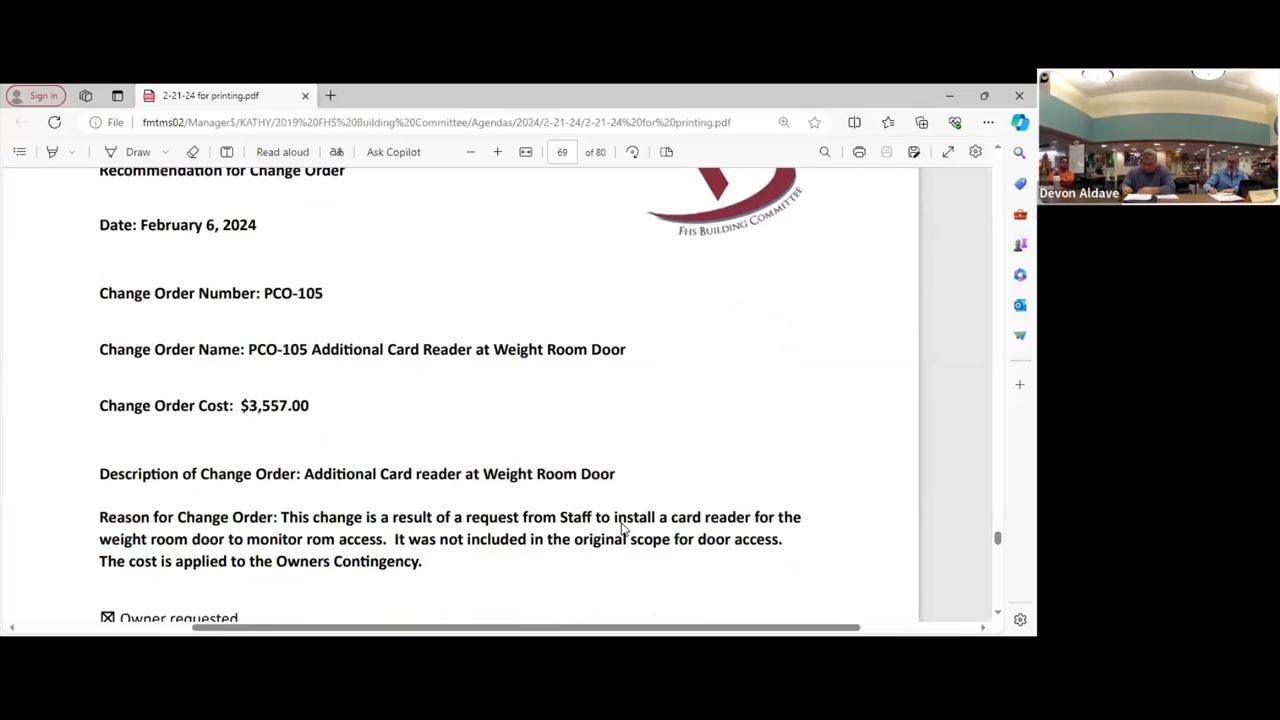 Sign in
2-21-24 for printing.pdf
File fmtms02/Manager$/KATHY/2019%20FHS%20Building%20Committee/Agendas/2024/2-21-24/2-21-24%20for%20printing.pdf
Draw Read aloud Ask Copilot 69 of 80
Recommendation for Change Order
FHS BUILDING COMMITTEE
Date: February 6, 2024
Change Order Number: PCO-105
Change Order Name: PCO-105 Additional Card Reader at Weight Room Door
Change Order Cost: $3,557.00
Description of Change Order: Additional Card reader at Weight Room Door
Reason for Change Order: This change is a result of a request from Staff to install a card reader for the
weight room door to monitor rom access. It was not included in the original scope for door access.
The cost is applied to the Owners Contingency.
Owner requested
Devon Aldave